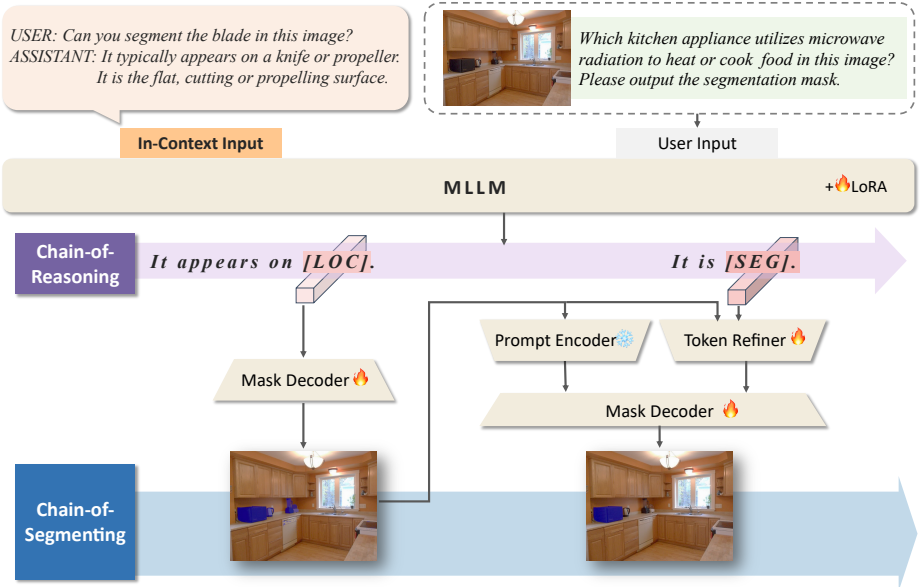 USER: Can you segment the blade in this image?
ASSISTANT: It typically appears on a knife or propeller.
It is the flat, cutting or propelling surface.
Which kitchen appliance utilizes microwave
radiation to heat or cook food in this image?
Please output the segmentation mask.
In-Context Input
User Input
MLLM
+LoRA
Chain-of-
Reasoning
It appears on [LOC].
It is [SEG].
Prompt Encoder
Token Refiner
Mask Decoder
Mask Decoder
Chain-of-
Segmenting